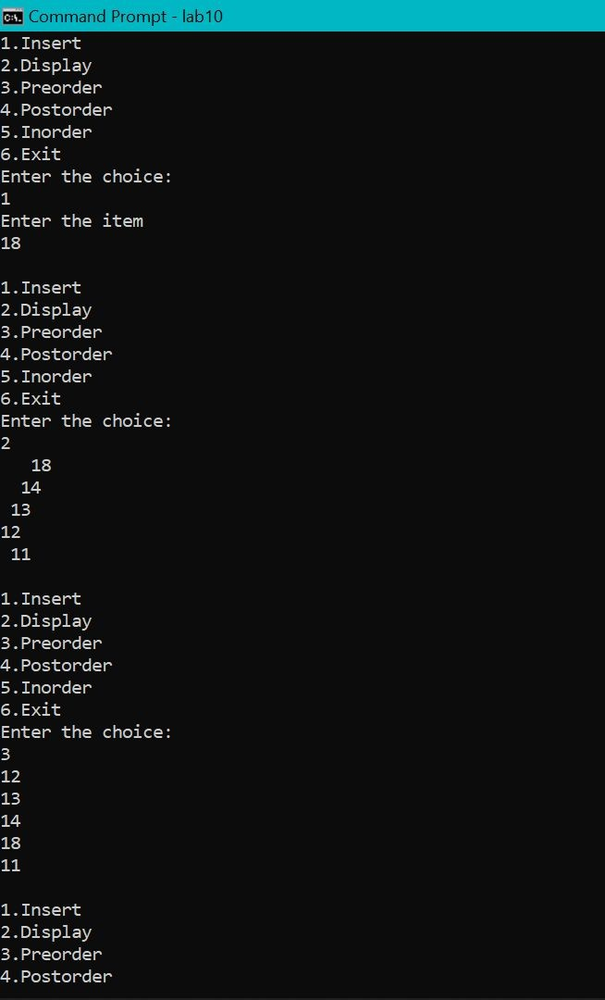 Command Prompt - lab10
1.Insert
2.Display
3.Preorder
4.Postorder
5.Inorder
6.Exit
Enter the choice:
1
Enter the item
18
1.Insert
2.Display
3.Preorder
4.Postorder
5.Inorder
6.Exit
Enter the choice:
2
   18
  14
 13
12
 11
1.Insert
2.Display
3.Preorder
4.Postorder
5.Inorder
6.Exit
Enter the choice:
3
12
13
14
18
11
1.Insert
2.Display
3.Preorder
4.Postorder